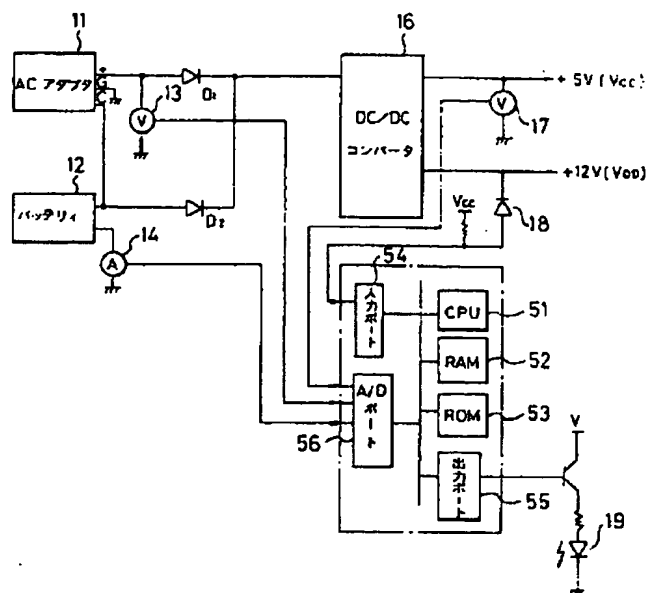 11
ACアダプタ
+
G
C
13
V
D1
16
DC/DC
コンバータ
+5V(Vcc)
V
17
+12V(VDD)
12
バッテリィ
D2
14
A
Vcc
18
54
入力ポート
CPU
51
RAM
52
A/D
ポート
56
ROM
53
出力ポート
55
V
19